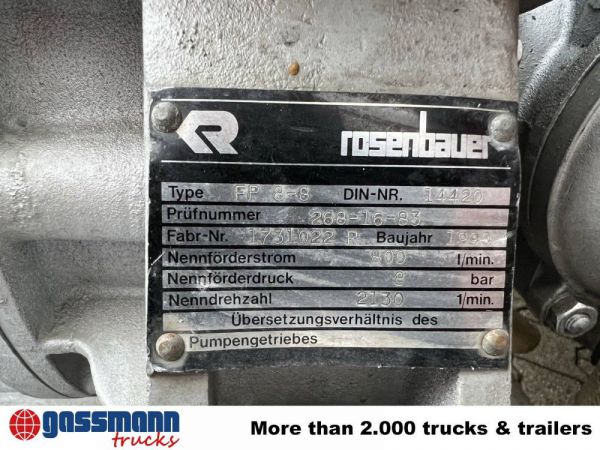 R rosenbauer
Type FP 8-8 DIN-NR. 14420
Prüfnummer 268-16-83
Fabr-Nr. 1731022 R Baujahr
Nennförderstrom 800 l/min.
Nennförderdruck 8 bar
Nenndrehzahl 2130 1/min.
Übersetzungsverhältnis des
Pumpengetriebes
gassmann
trucks
More than 2.000 trucks & trailers